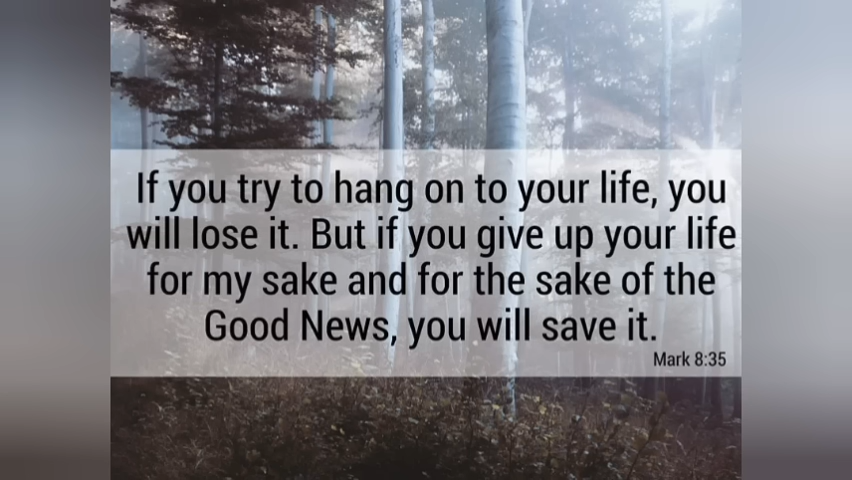 If you try to hang on to your life, you
will lose it. But if you give up your life
for my sake and for the sake of the
Good News, you will save it.
Mark 8:35